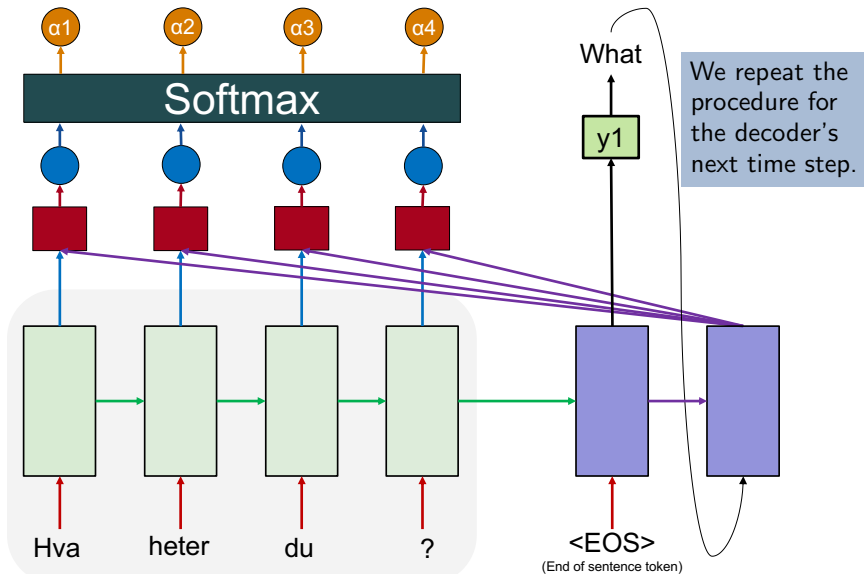 α1 α2 α3 α4
What
We repeat the
procedure for
the decoder's
next time step.
Softmax
y1
Hva heter du ? <EOS>
(End of sentence token)